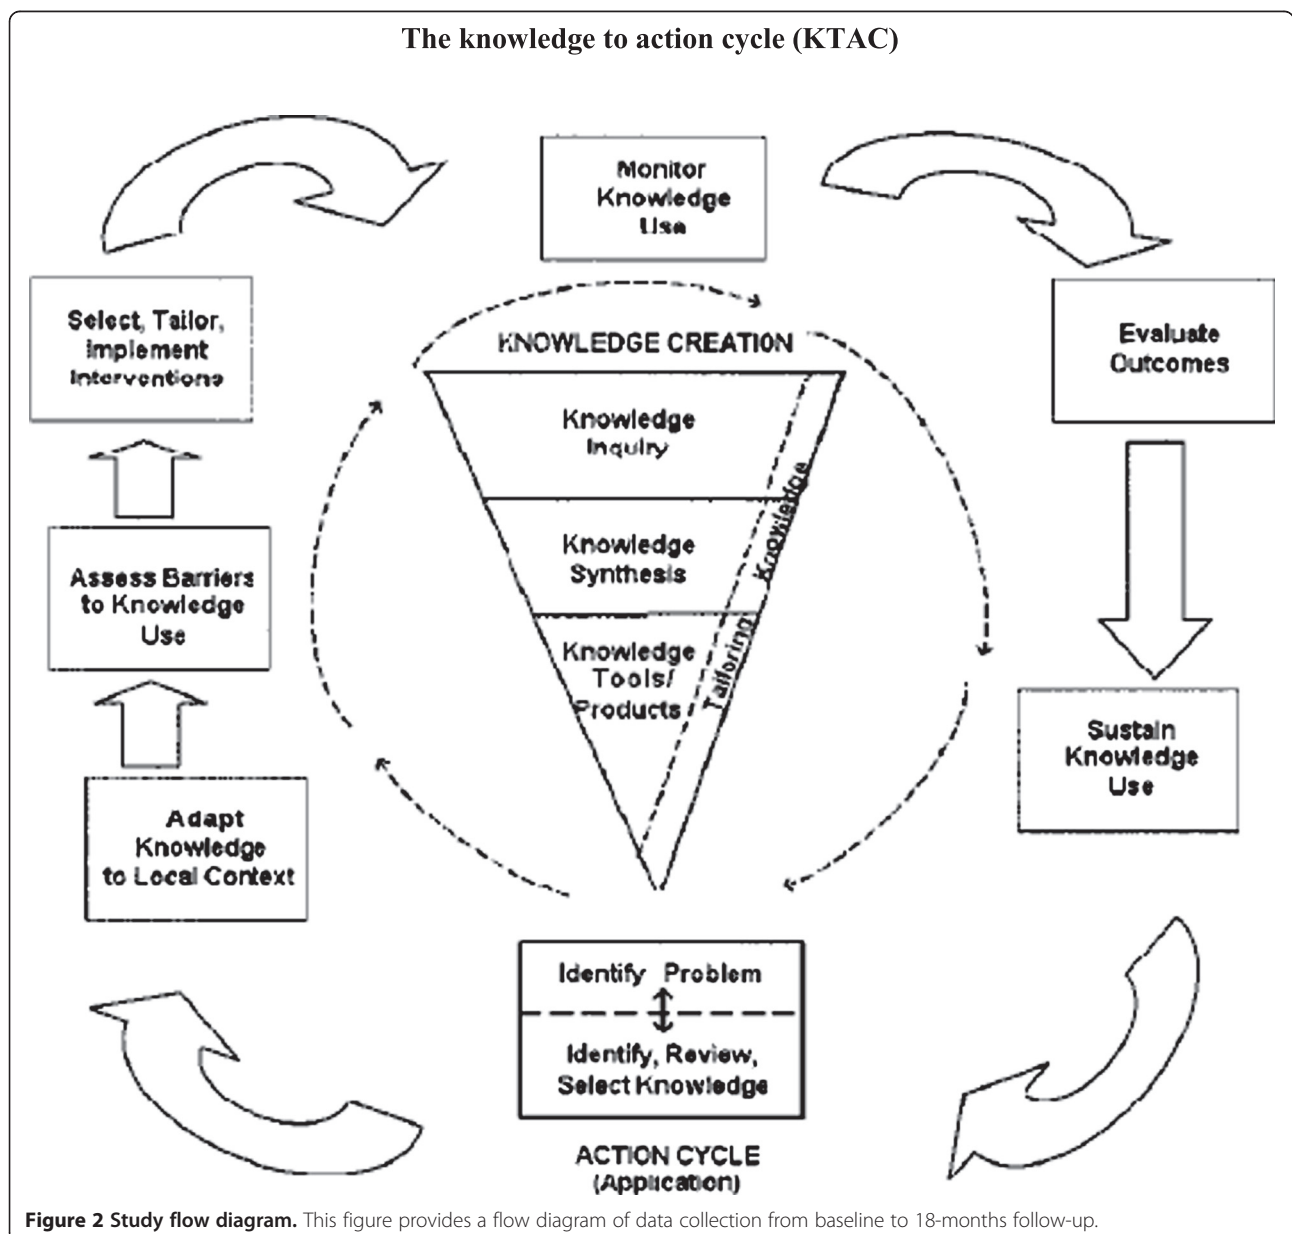 The knowledge to action cycle (KTAC)
Monitor
Knowledge
Use
Select, Tailor,
Implement
Interventions
Evaluate
Outcomes
KNOWLEDGE CREATION
Knowledge
Inquiry
Knowledge
Synthesis
Knowledge
Tools/
Products
Tailoring Knowledge
Assess Barriers
to Knowledge
Use
Sustain
Knowledge
Use
Adapt
Knowledge
to Local Context
Identify Problem
Identify, Review,
Select Knowledge
ACTION CYCLE
(Application)
Figure 2 Study flow diagram. This figure provides a flow diagram of data collection from baseline to 18-months follow-up.